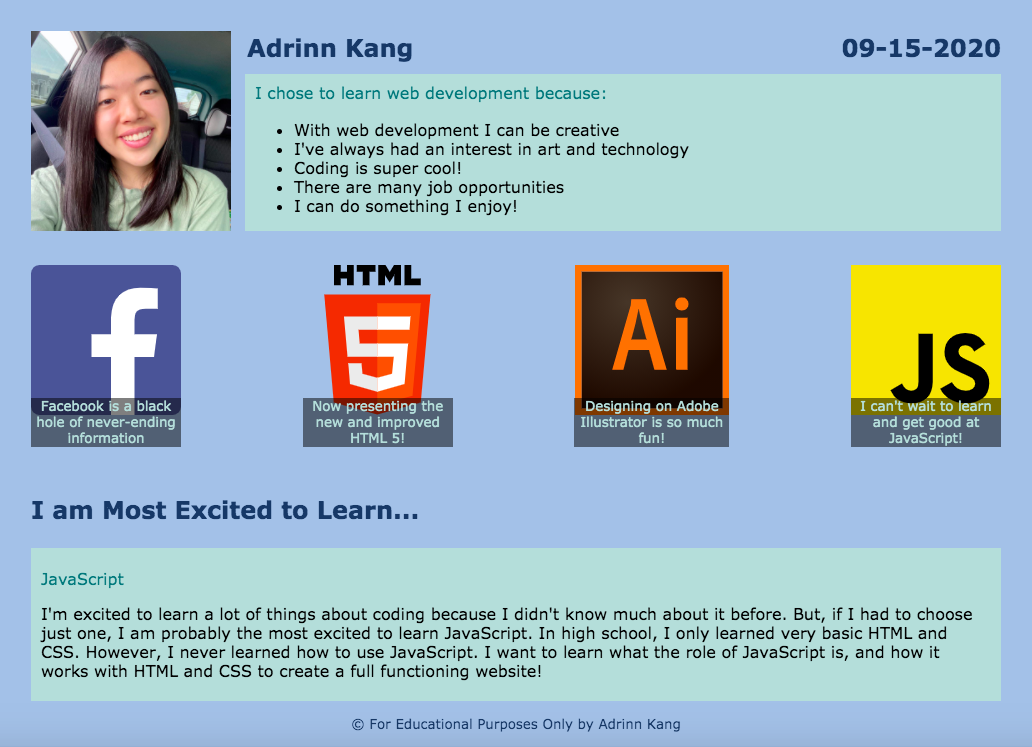 Adrinn Kang
09-15-2020
I chose to learn web development because:
With web development I can be creative
I've always had an interest in art and technology
Coding is super cool!
There are many job opportunities
I can do something I enjoy!
f
HTML
5
Ai
JS
Facebook is a black
hole of never-ending
information
Now presenting the
new and improved
HTML 5!
Designing on Adobe
Illustrator is so much
fun!
I can't wait to learn
and get good at
JavaScript!
I am Most Excited to Learn...
JavaScript
I'm excited to learn a lot of things about coding because I didn't know much about it before. But, if I had to choose
just one, I am probably the most excited to learn JavaScript. In high school, I only learned very basic HTML and
CSS. However, I never learned how to use JavaScript. I want to learn what the role of JavaScript is, and how it
works with HTML and CSS to create a full functioning website!
© For Educational Purposes Only by Adrinn Kang